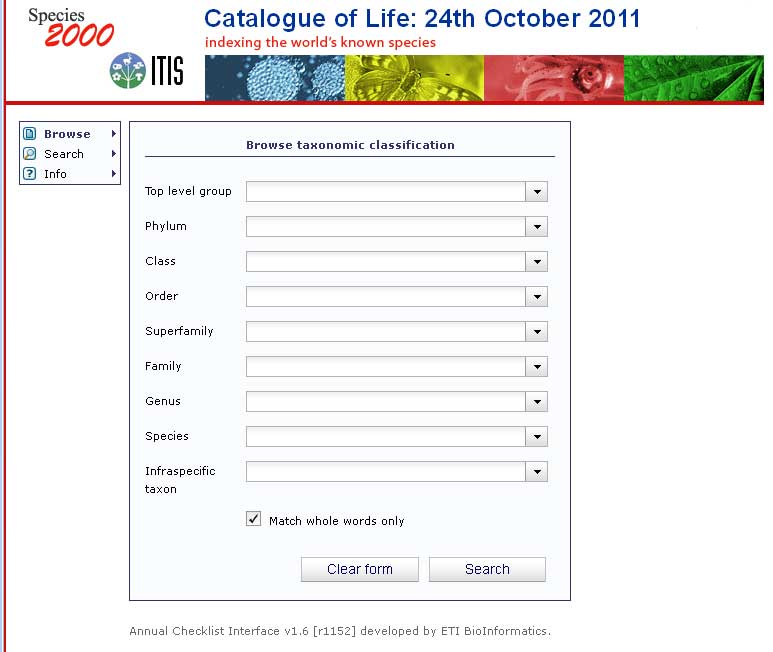 Species
2000
ITIS
Catalogue of Life: 24th October 2011
indexing the world's known species
Browse
Search
Info
Browse taxonomic classification
Top level group
Phylum
Class
Order
Superfamily
Family
Genus
Species
Infraspecific
taxon
Match whole words only
Clear form
Search
Annual Checklist Interface v1.6 [r1152] developed by ETI BioInformatics.